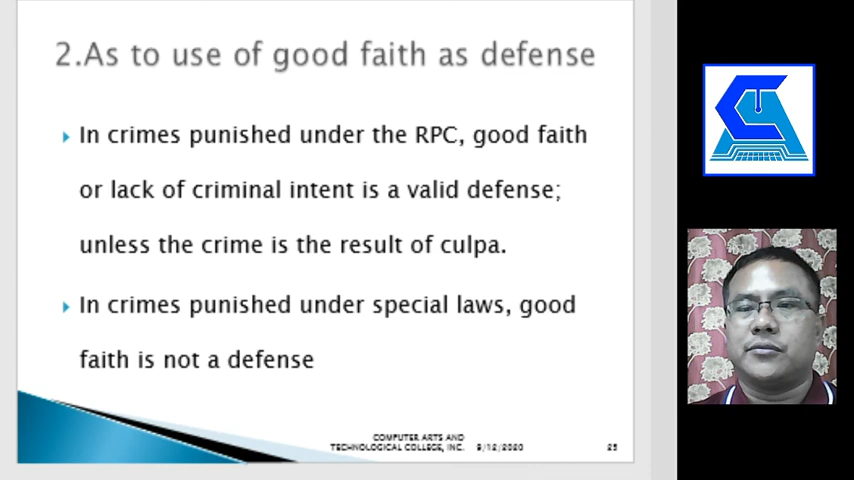 2.As to use of good faith as defense
In crimes punished under the RPC, good faith
or lack of criminal intent is a valid defense;
unless the crime is the result of culpa.
In crimes punished under special laws, good
faith is not a defense
COMPUTER ARTS AND
TECHNOLOGICAL COLLEGE, INC. 9/12/2020 25